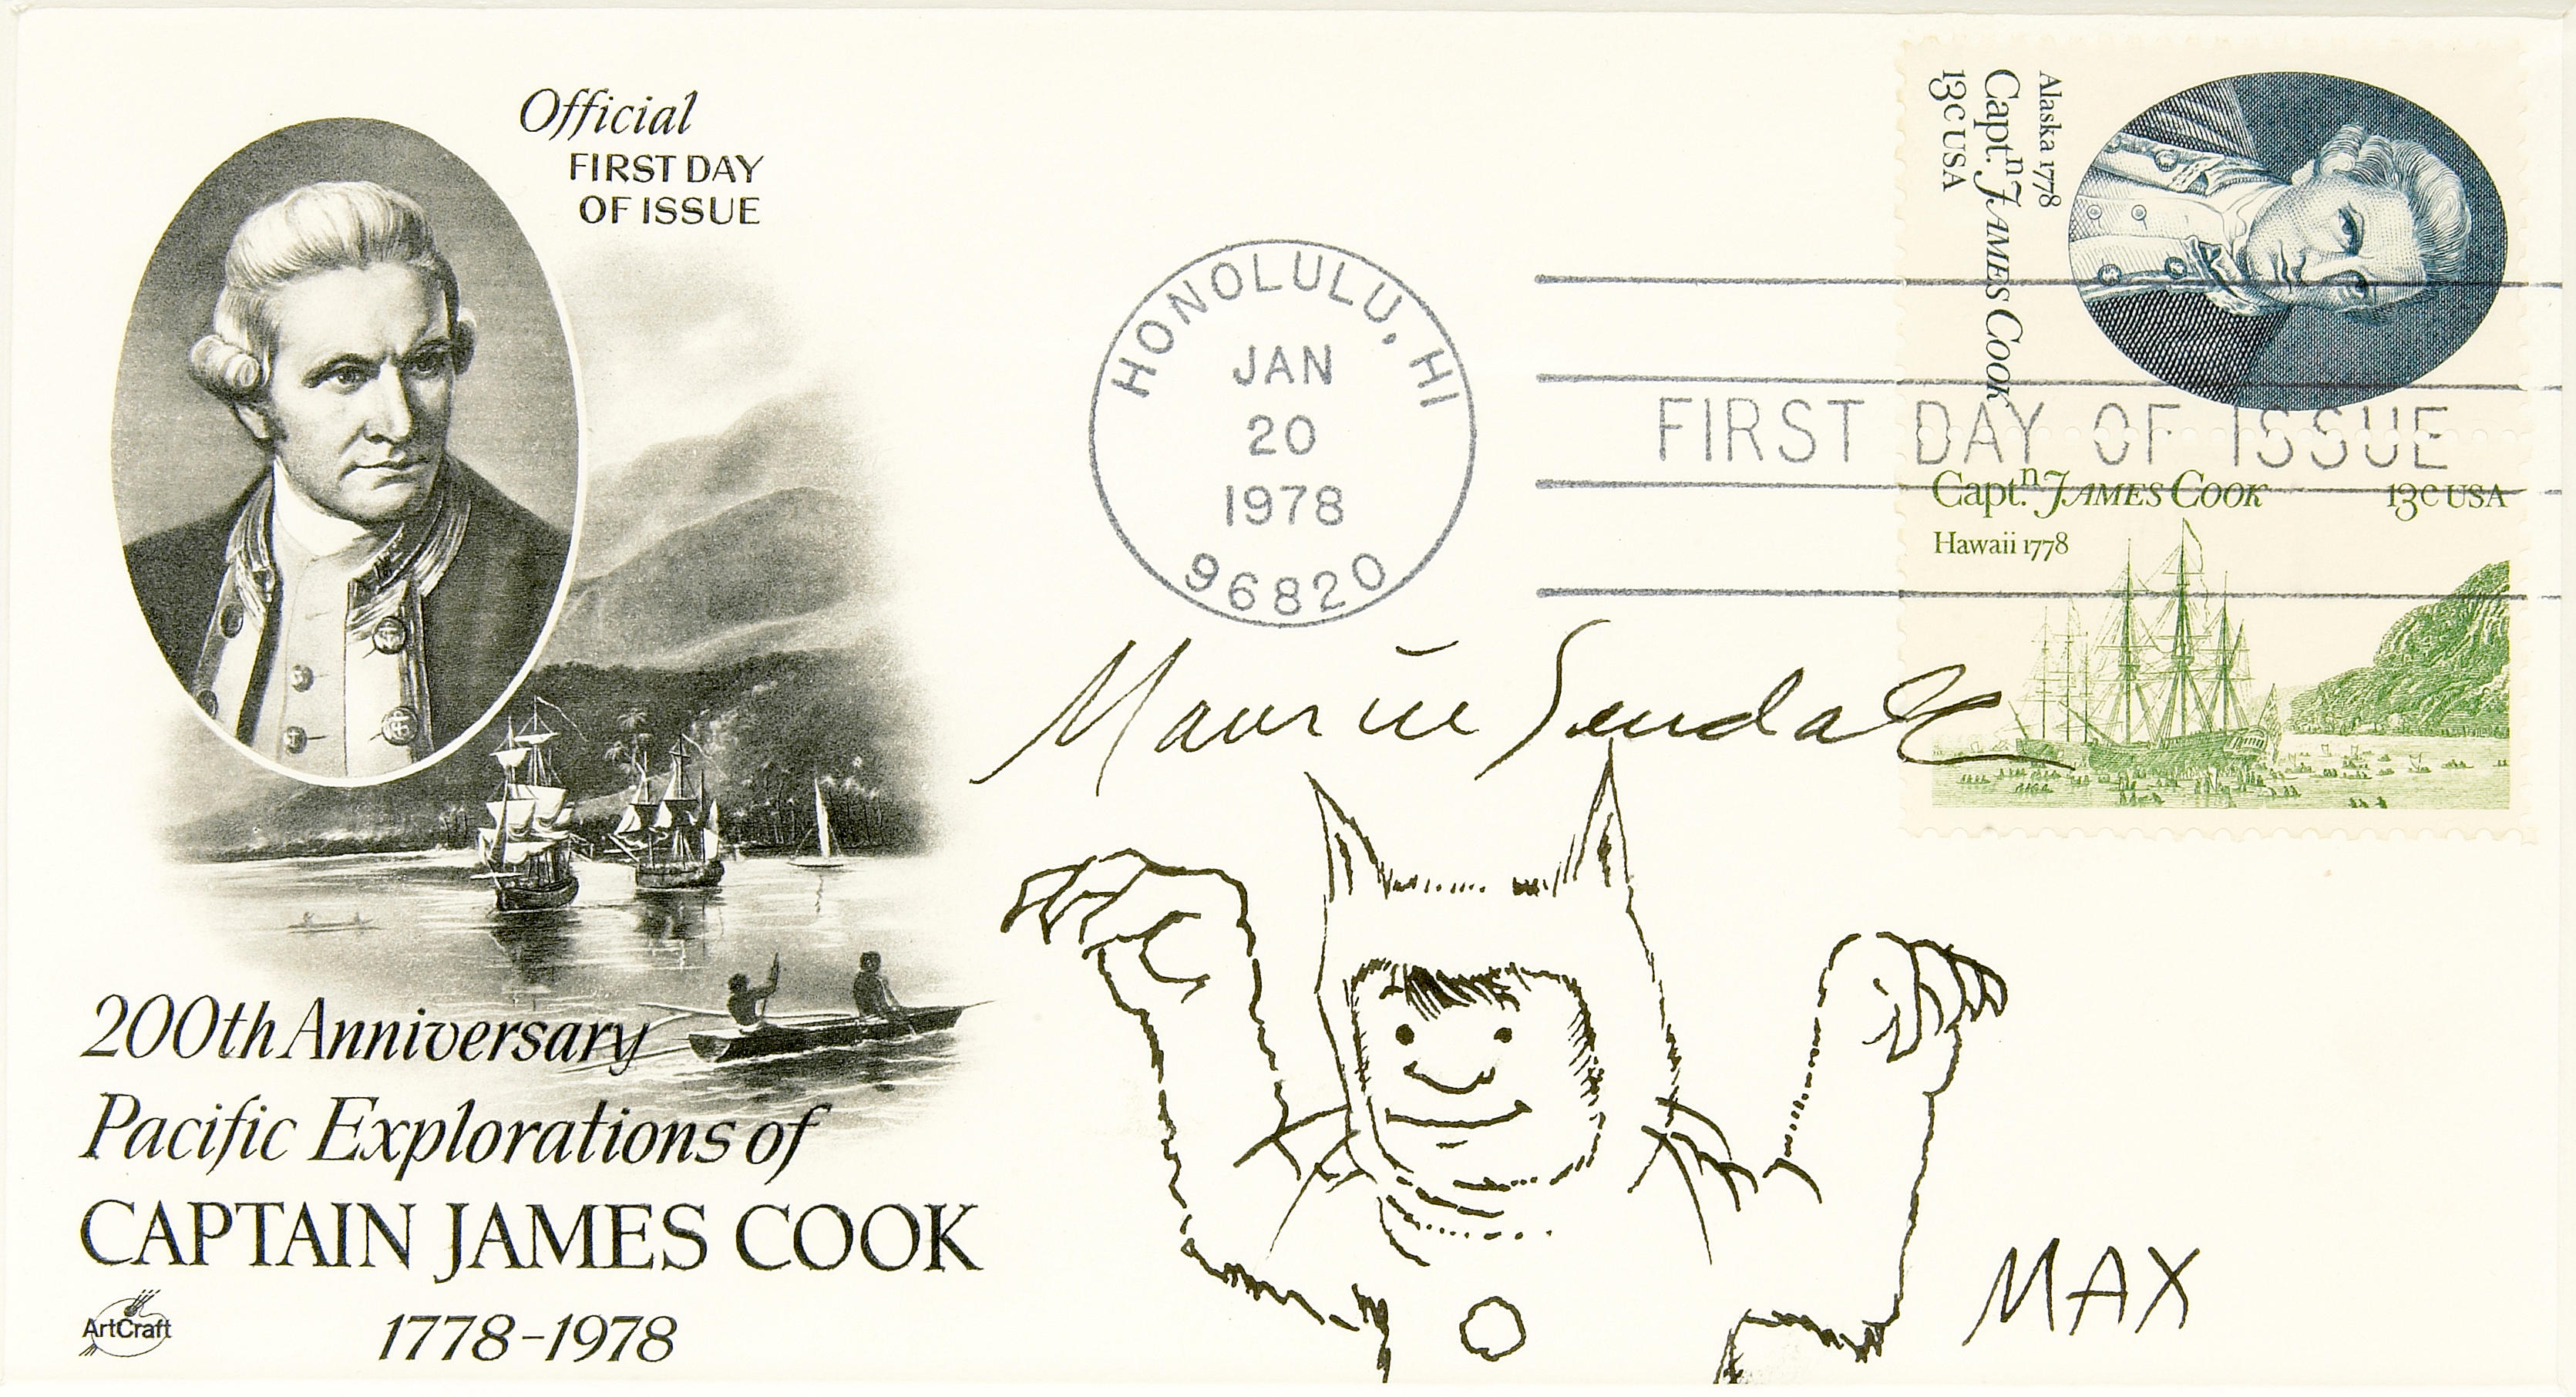 Official
FIRST DAY
OF ISSUE
HONOLULU, HI
JAN
20
1978
96820
Alaska 1778
Capt.n JAMES COOK
13c USA
FIRST DAY OF ISSUE
Capt.n JAMES COOK 13c USA
Hawaii 1778
Maurice Sendak
200th Anniversary
Pacific Explorations of
CAPTAIN JAMES COOK
1778-1978
ArtCraft
MAX